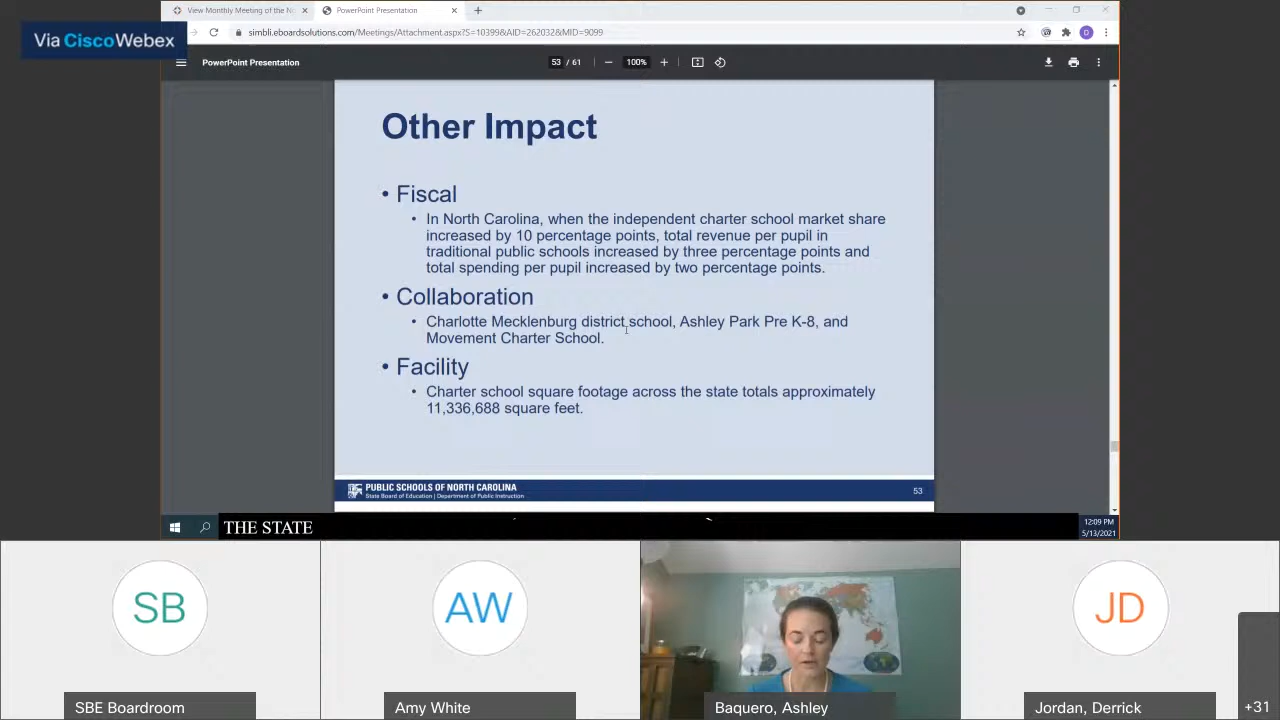 View Monthly Meeting of the N
PowerPoint Presentation
Via CiscoWebex
simbli.eboardsolutions.com/Meetings/Attachment.aspx?S=10399&AID=262032&MID=9099
D
PowerPoint Presentation
53 / 61
100%
Other Impact
• Fiscal
• In North Carolina, when the independent charter school market share
increased by 10 percentage points, total revenue per pupil in
traditional public schools increased by three percentage points and
total spending per pupil increased by two percentage points.
• Collaboration
• Charlotte Mecklenburg district school, Ashley Park Pre K-8, and
Movement Charter School.
• Facility
• Charter school square footage across the state totals approximately
11,336,688 square feet.
PUBLIC SCHOOLS OF NORTH CAROLINA
State Board of Education | Department of Public Instruction
53
THE STATE
12:09 PM
5/13/2021
SB
AW
JD
SBE Boardroom
Amy White
Baquero, Ashley
Jordan, Derrick
+31